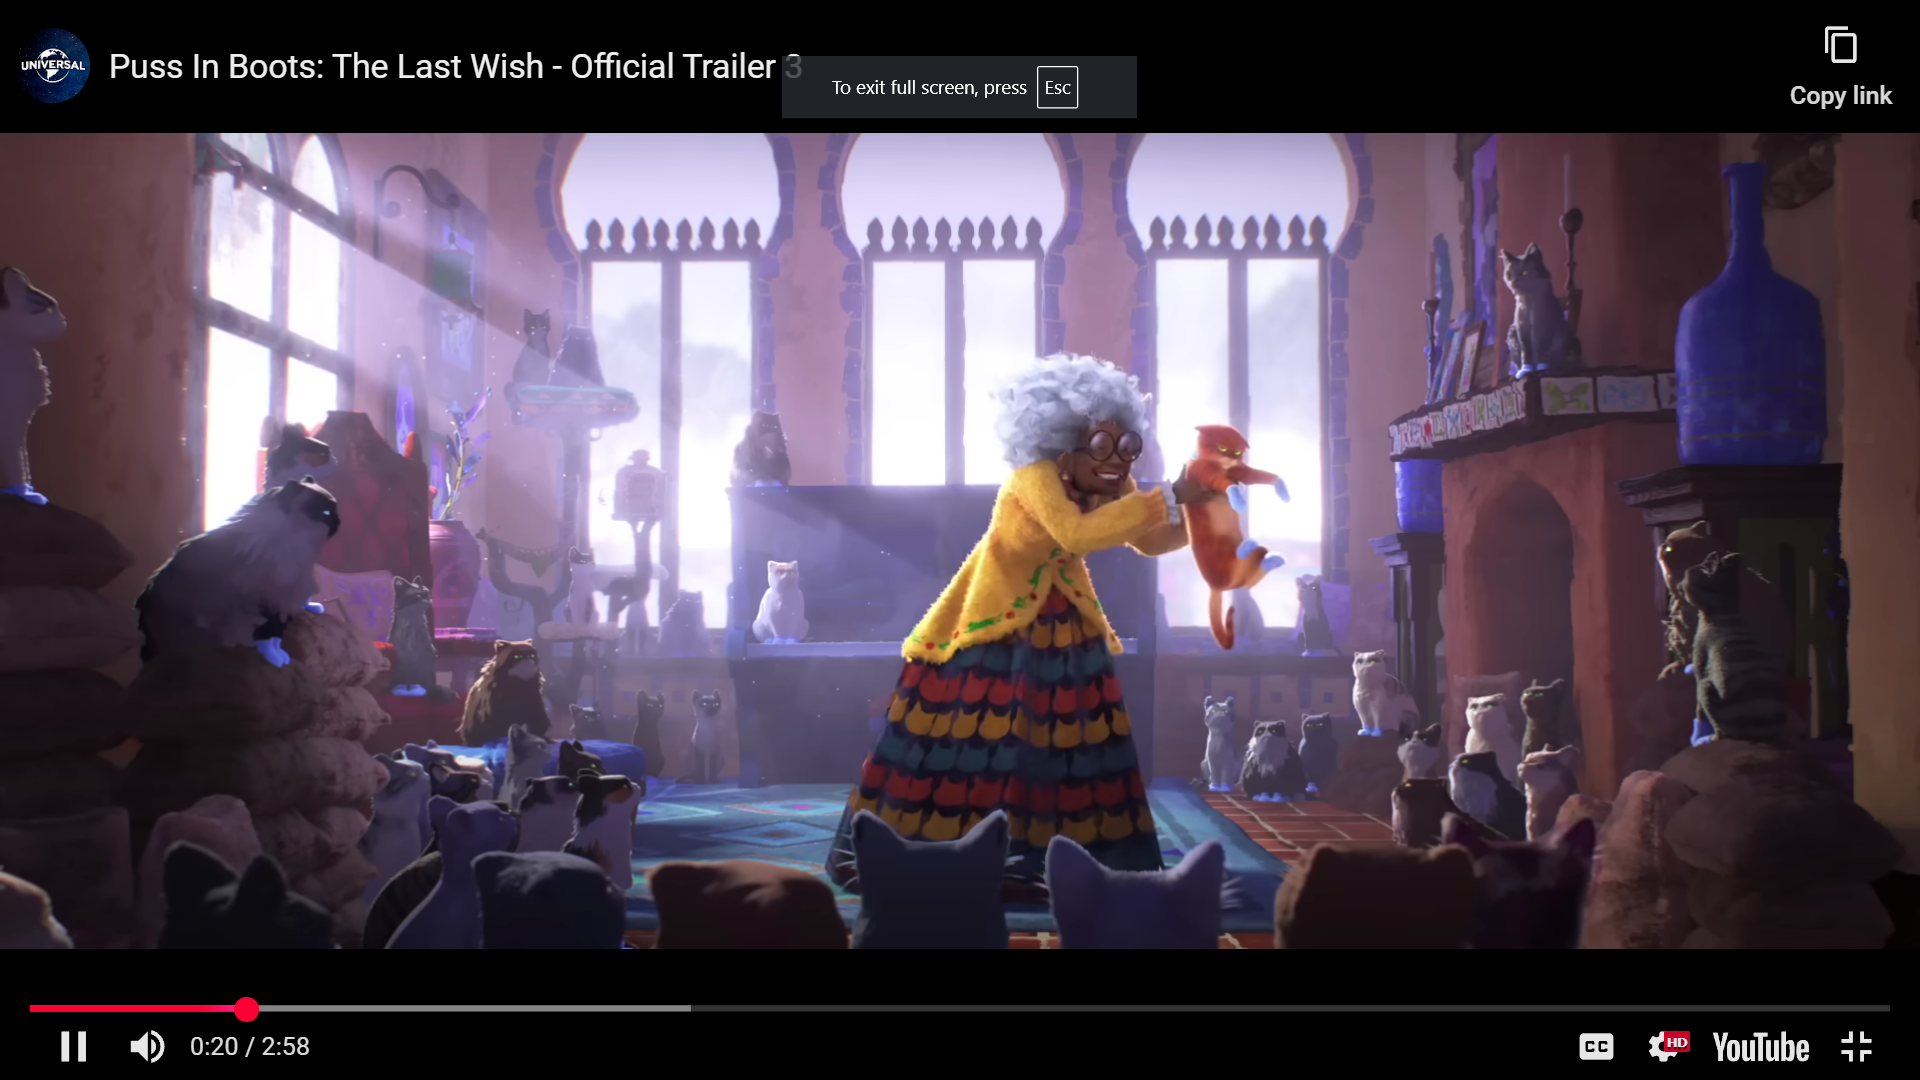 UNIVERSAL
Puss In Boots: The Last Wish - Official Trailer 3
To exit full screen, press Esc
Copy link
0:20 / 2:58
CC
HD
YouTube